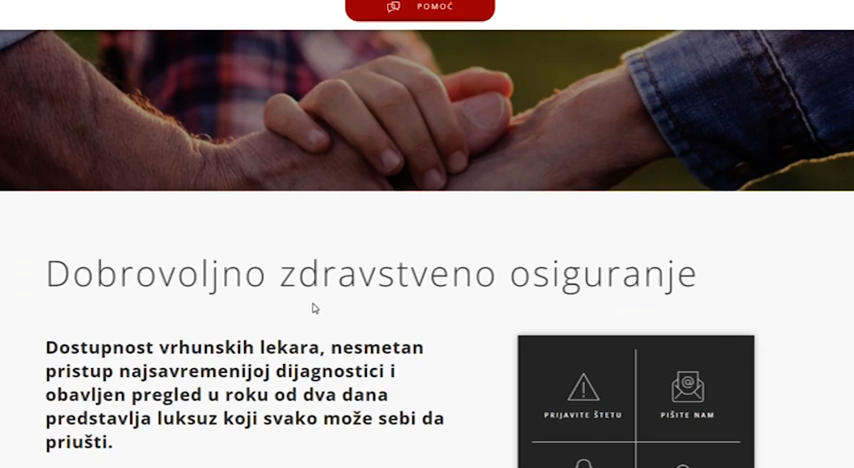 POMOĆ
Dobrovoljno zdravstveno osiguranje
Dostupnost vrhunskih lekara, nesmetan
pristup najsavremenijoj dijagnostici i
obavljen pregled u roku od dva dana
predstavlja luksuz koji svako može sebi da
priušti.
PRIJAVITE ŠTETU
PIŠITE NAM